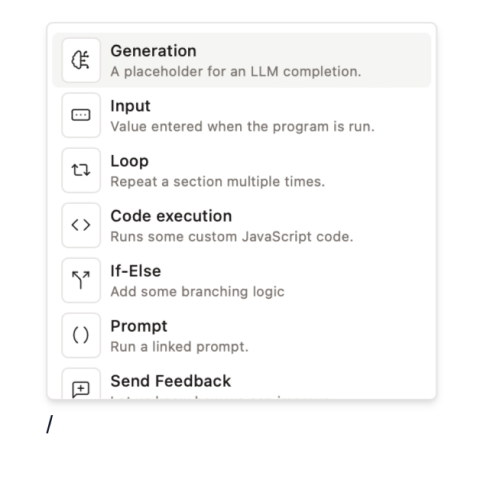 Generation
A placeholder for an LLM completion.
Input
Value entered when the program is run.
Loop
Repeat a section multiple times.
Code execution
Runs some custom JavaScript code.
If-Else
Add some branching logic
Prompt
Run a linked prompt.
Send Feedback
/